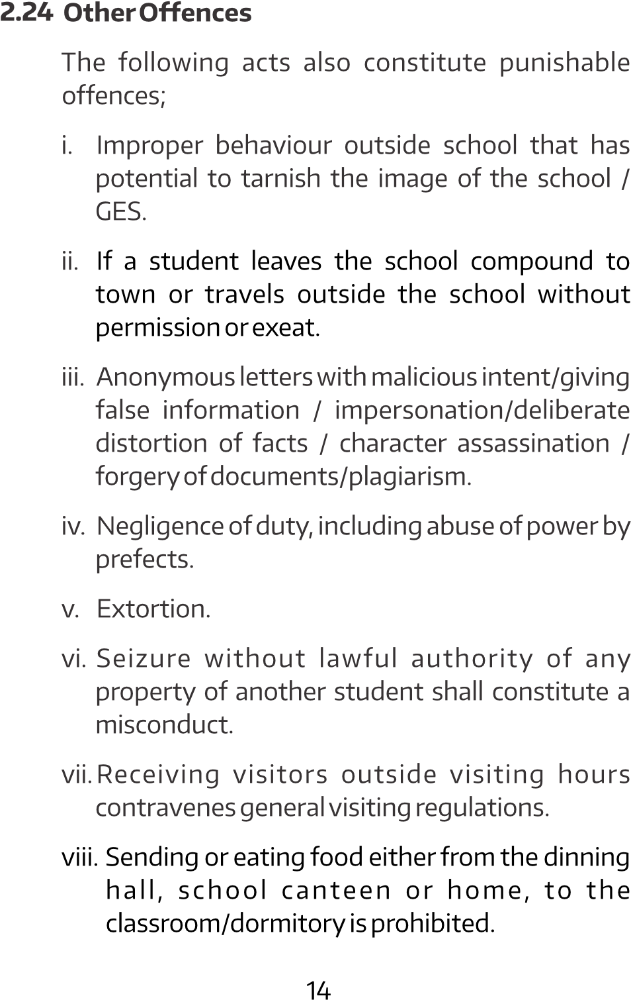 2.24 Other Offences
The following acts also constitute punishable
offences;
i. Improper behaviour outside school that has
potential to tarnish the image of the school /
GES.
ii. If a student leaves the school compound to
town or travels outside the school without
permission or exeat.
iii. Anonymous letters with malicious intent/giving
false information / impersonation/deliberate
distortion of facts / character assassination /
forgery of documents/plagiarism.
iv. Negligence of duty, including abuse of power by
prefects.
v. Extortion.
vi. Seizure without lawful authority of any
property of another student shall constitute a
misconduct.
vii. Receiving visitors outside visiting hours
contravenes general visiting regulations.
viii. Sending or eating food either from the dinning
hall, school canteen or home, to the
classroom/dormitory is prohibited.
14